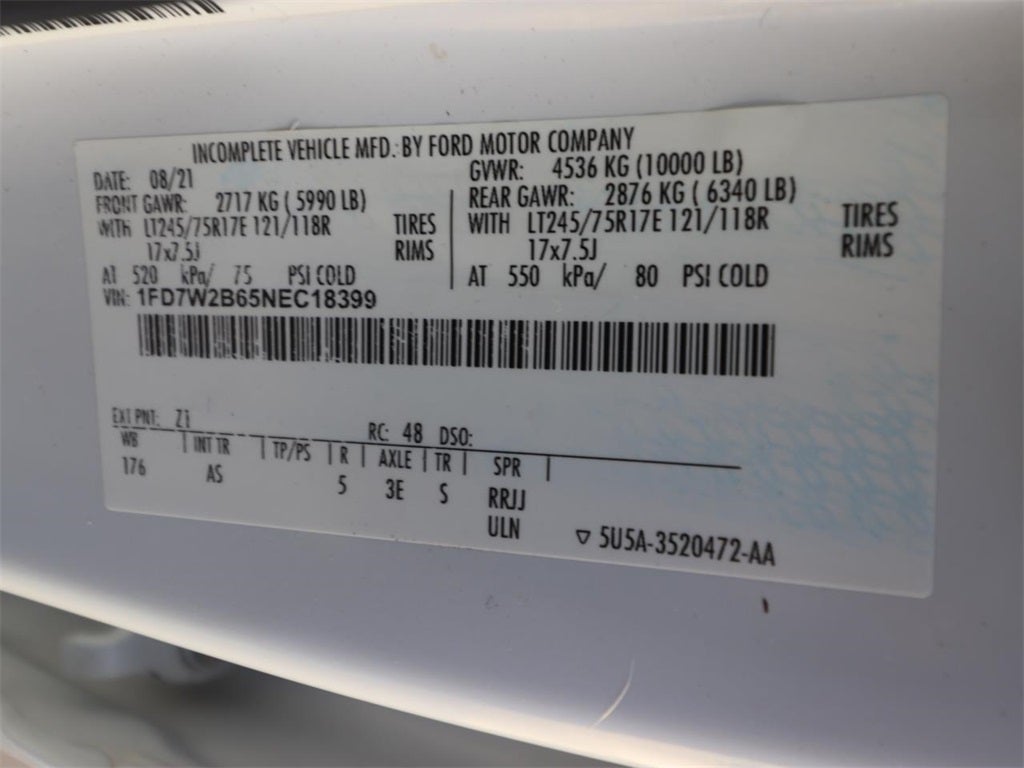 INCOMPLETE VEHICLE MFD. BY FORD MOTOR COMPANY
DATE: 08/21 GVWR: 4536 KG (10000 LB)
FRONT GAWR: 2717 KG ( 5990 LB) REAR GAWR: 2876 KG ( 6340 LB)
WITH LT245/75R17E 121/118R TIRES WITH LT245/75R17E 121/118R TIRES
17x7.5J RIMS 17x7.5J RIMS
AT 520 kPa/ 75 PSI COLD AT 550 kPa/ 80 PSI COLD
VIN: 1FD7W2B65NEC18399
EXT PNT: Z1 RC: 48 DSO:
WB | INT TR | TP/PS | R | AXLE | TR | SPR |
176 AS 5 3E S RRJJ
ULN ▽ 5U5A-3520472-AA